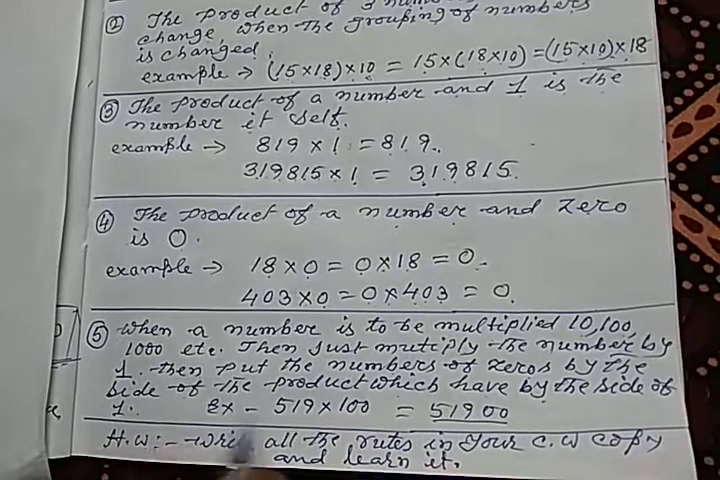 ② The product of 3
change, when the grouping of numbers
is changed.
example → (15×18)×10 = 15×(18×10) = (15×10)×18
③ The product of a number and 1 is the
number it self.
example → 819 × 1 = 819.
319815 × 1 = 319815.
④ The product of a number and zero
is 0.
example → 18×0 = 0×18 = 0.
403×0 = 0×403 = 0.
⑤ when a number is to be multiplied 10,100,
1000 etc. Then just mutiply the number by
1. then put the numbers of zeros by the
side of the product which have by the side of
1.. Ex - 519×100 = 51900
H.W:- all the rules in your C.W copy
and learn it.